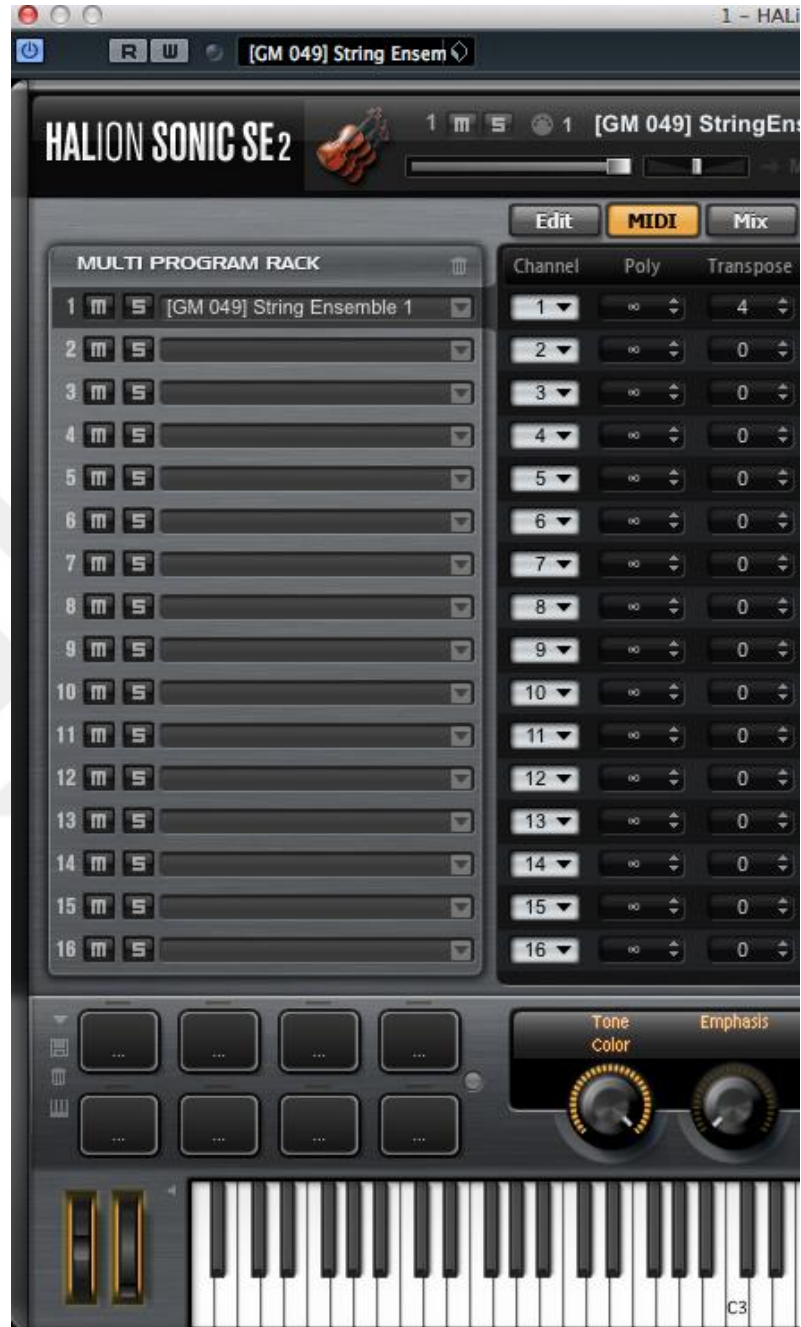 1 - HALi
R W [GM 049] String Ensem
HALION SONIC SE 2
1 m S 1 [GM 049] StringEns
M
Edit MIDI Mix
MULTI PROGRAM RACK
Channel Poly Transpose
1 m S [GM 049] String Ensemble 1 1 ∞ 4
2 m S 2 ∞ 0
3 m S 3 ∞ 0
4 m S 4 ∞ 0
5 m S 5 ∞ 0
6 m S 6 ∞ 0
7 m S 7 ∞ 0
8 m S 8 ∞ 0
9 m S 9 ∞ 0
10 m S 10 ∞ 0
11 m S 11 ∞ 0
12 m S 12 ∞ 0
13 m S 13 ∞ 0
14 m S 14 ∞ 0
15 m S 15 ∞ 0
16 m S 16 ∞ 0
Tone Emphasis
Color
... ... ... ...
... ... ... ...
C3